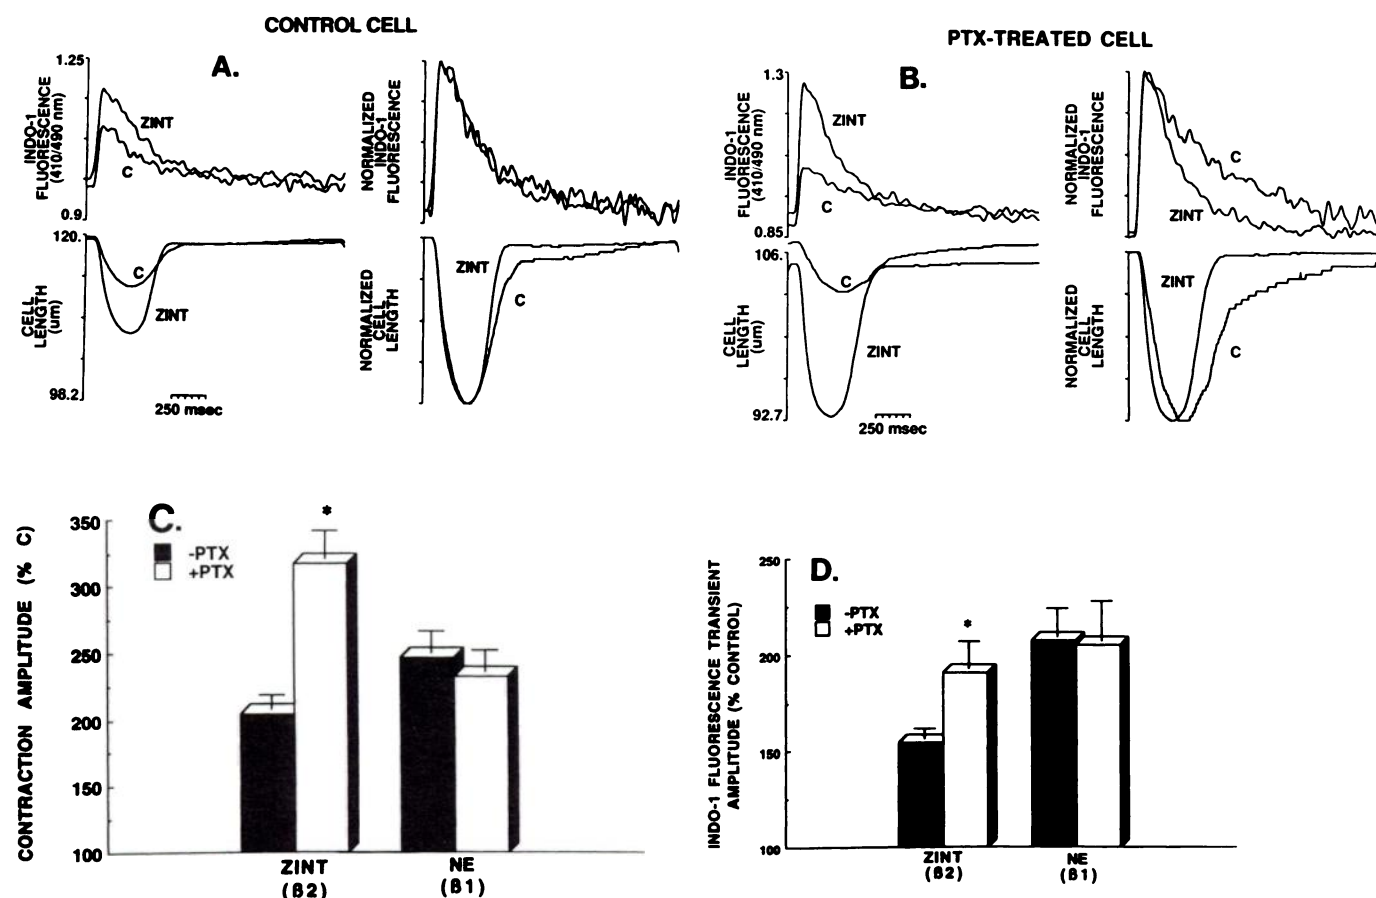 CONTROL CELL
A.
1.25
INDO-1
FLUORESCENCE
(410/490 nm)
0.9
ZINT
C
120.
CELL
LENGTH
(um)
98.2
C
ZINT
250 msec
NORMALIZED
INDO-1
FLUORESCENCE
NORMALIZED
CELL
LENGTH
ZINT
C
PTX-TREATED CELL
B.
1.3
INDO-1
FLUORESCENCE
(410/490 nm)
0.85
ZINT
C
106.
CELL
LENGTH
(um)
92.7
C
ZINT
250 msec
NORMALIZED
INDO-1
FLUORESCENCE
C
ZINT
NORMALIZED
CELL
LENGTH
ZINT
C
C.
CONTRACTION AMPLITUDE (% C)
350
300
250
200
150
100
-PTX
+PTX
*
ZINT
(ß2)
NE
(ß1)
D.
INDO-1 FLUORESCENCE TRANSIENT
AMPLITUDE (% CONTROL)
250
200
150
100
-PTX
+PTX
*
ZINT
(ß2)
NE
(ß1)